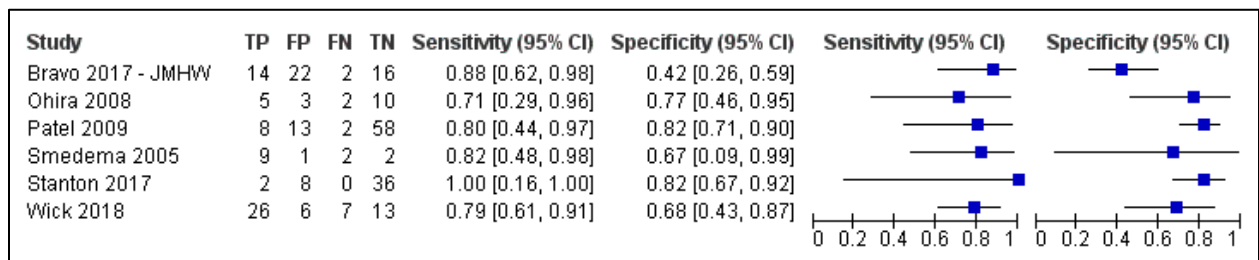 Study TP FP FN TN Sensitivity (95% CI) Specificity (95% CI) Sensitivity (95% CI) Specificity (95% CI)
Bravo 2017 - JMHW 14 22 2 16 0.88 [0.62, 0.98] 0.42 [0.26, 0.59]
Ohira 2008 5 3 2 10 0.71 [0.29, 0.96] 0.77 [0.46, 0.95]
Patel 2009 8 13 2 58 0.80 [0.44, 0.97] 0.82 [0.71, 0.90]
Smedema 2005 9 1 2 2 0.82 [0.48, 0.98] 0.67 [0.09, 0.99]
Stanton 2017 2 8 0 36 1.00 [0.16, 1.00] 0.82 [0.67, 0.92]
Wick 2018 26 6 7 13 0.79 [0.61, 0.91] 0.68 [0.43, 0.87]
0 0.2 0.4 0.6 0.8 1 0 0.2 0.4 0.6 0.8 1